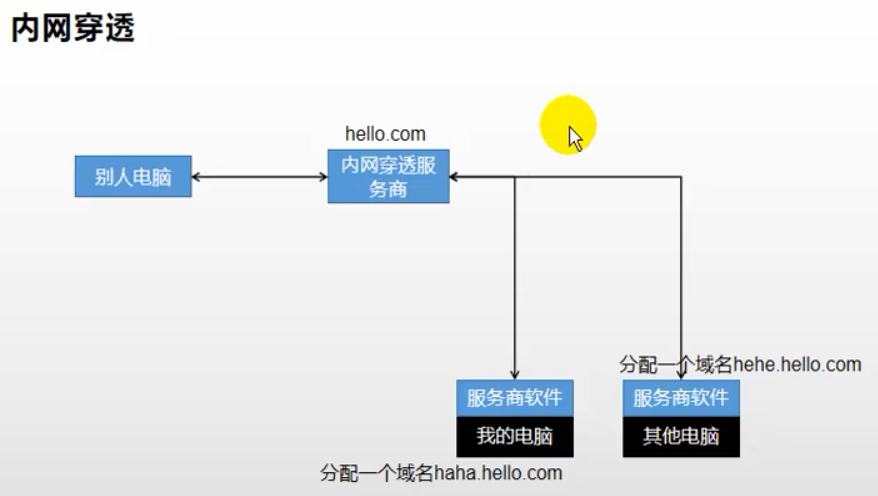 内网穿透
hello.com
别人电脑
内网穿透服
务商
分配一个域名hehe.hello.com
服务商软件
服务商软件
我的电脑
其他电脑
分配一个域名haha.hello.com